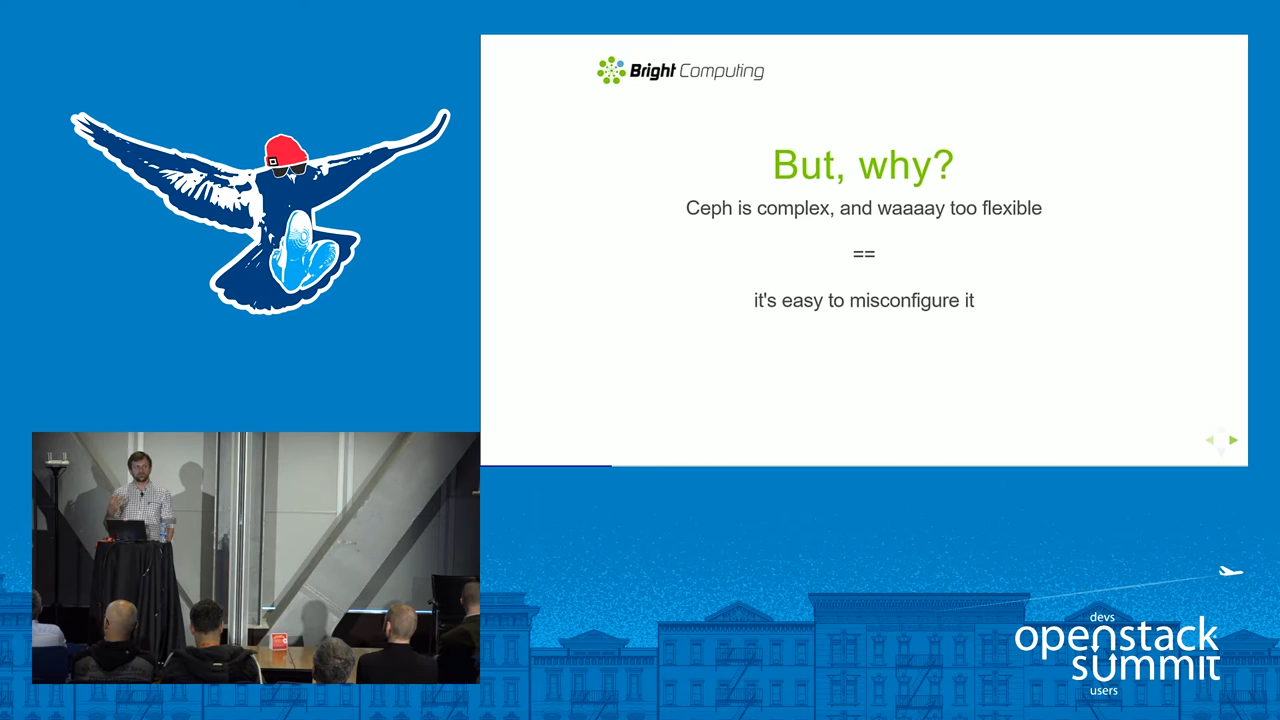 Bright Computing
But, why?
Ceph is complex, and waaaay too flexible
==
it's easy to misconfigure it
devs
openstack
summit
users